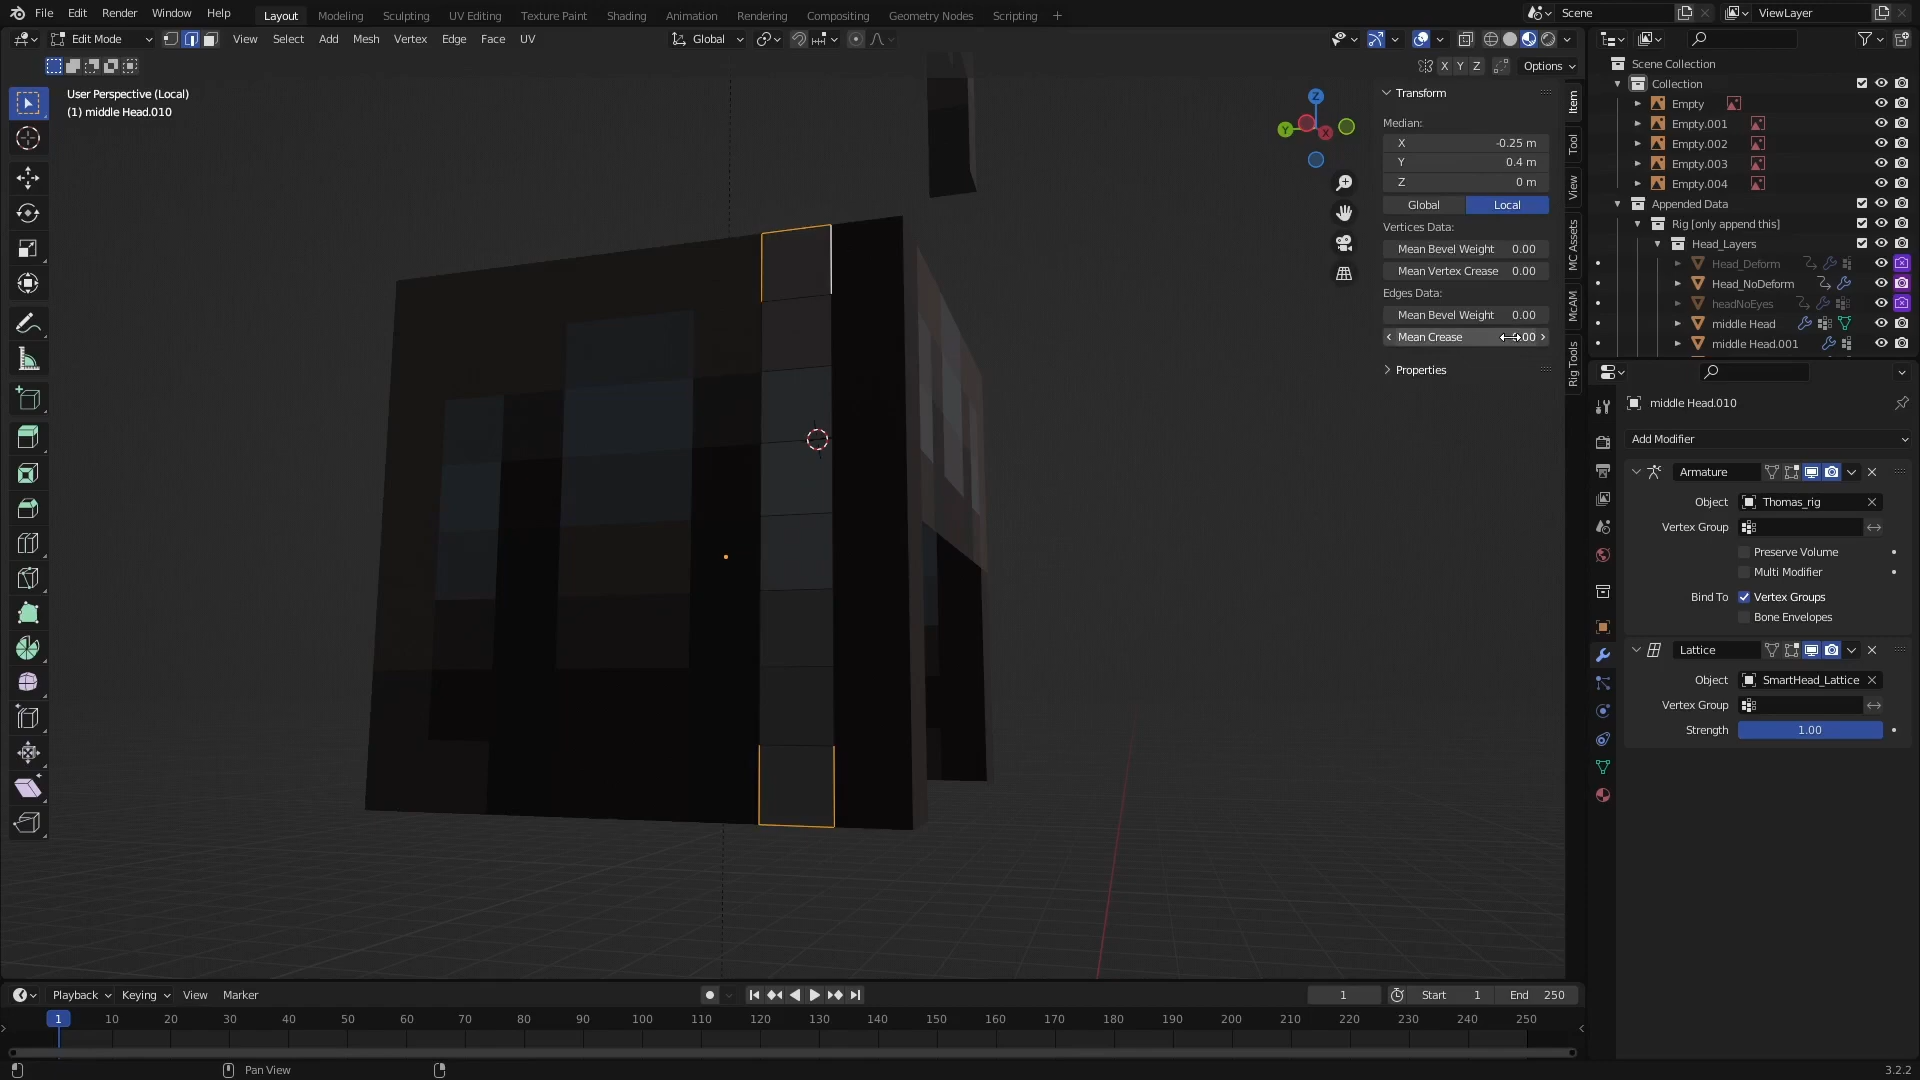 File Edit Render Window Help Layout Modeling Sculpting UV Editing Texture Paint Shading Animation Rendering Compositing Geometry Nodes Scripting + Scene ViewLayer
Edit Mode View Select Add Mesh Vertex Edge Face UV Global
X Y Z Options
User Perspective (Local)
(1) middle Head.010
Z
Y
X
Transform
Median:
X -0.25 m
Y 0.4 m
Z 0 m
Global Local
Vertices Data:
Mean Bevel Weight 0.00
Mean Vertex Crease 0.00
Edges Data:
Mean Bevel Weight 0.00
Mean Crease
Properties
Item
Tool
View
MC Assets
McAM
Rig Tools
Scene Collection
Collection
Empty
Empty.001
Empty.002
Empty.003
Empty.004
Appended Data
Rig [only append this]
Head_Layers
Head_Deform
Head_NoDeform
headNoEyes
middle Head
middle Head.001
middle Head.010
Add Modifier
Armature
Object Thomas_rig
Vertex Group
Preserve Volume
Multi Modifier
Bind To Vertex Groups
Bone Envelopes
Lattice
Object SmartHead_Lattice
Vertex Group
Strength 1.00
Playback Keying View Marker 1 Start 1 End 250
1 10 20 30 40 50 60 70 80 90 100 110 120 130 140 150 160 170 180 190 200 210 220 230 240 250
Pan View 3.2.2